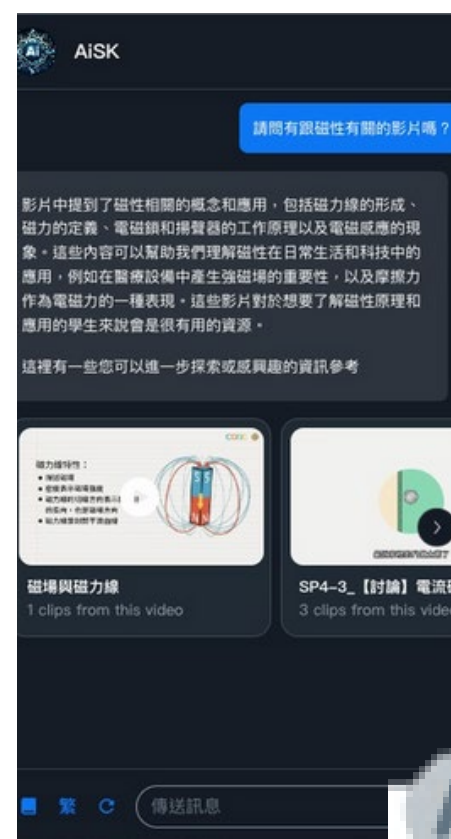 AiSK
請問有跟磁性有關的影片嗎？
影片中提到了磁性相關的概念和應用，包括磁力線的形成、
磁力的定義、電磁鎖和揚聲器的工作原理以及電磁感應的現
象。這些內容可以幫助我們理解磁性在日常生活和科技中的
應用，例如在醫療設備中產生強磁場的重要性，以及摩擦力
作為電磁力的一種表現。這些影片對於想要了解磁性原理和
應用的學生來說會是很有用的資源。
這裡有一些您可以進一步探索或感興趣的資訊參考
磁力線特性：
磁場與磁力線
1 clips from this video
SP4-3_【討論】電流
3 clips from this vide
繁
傳送訊息